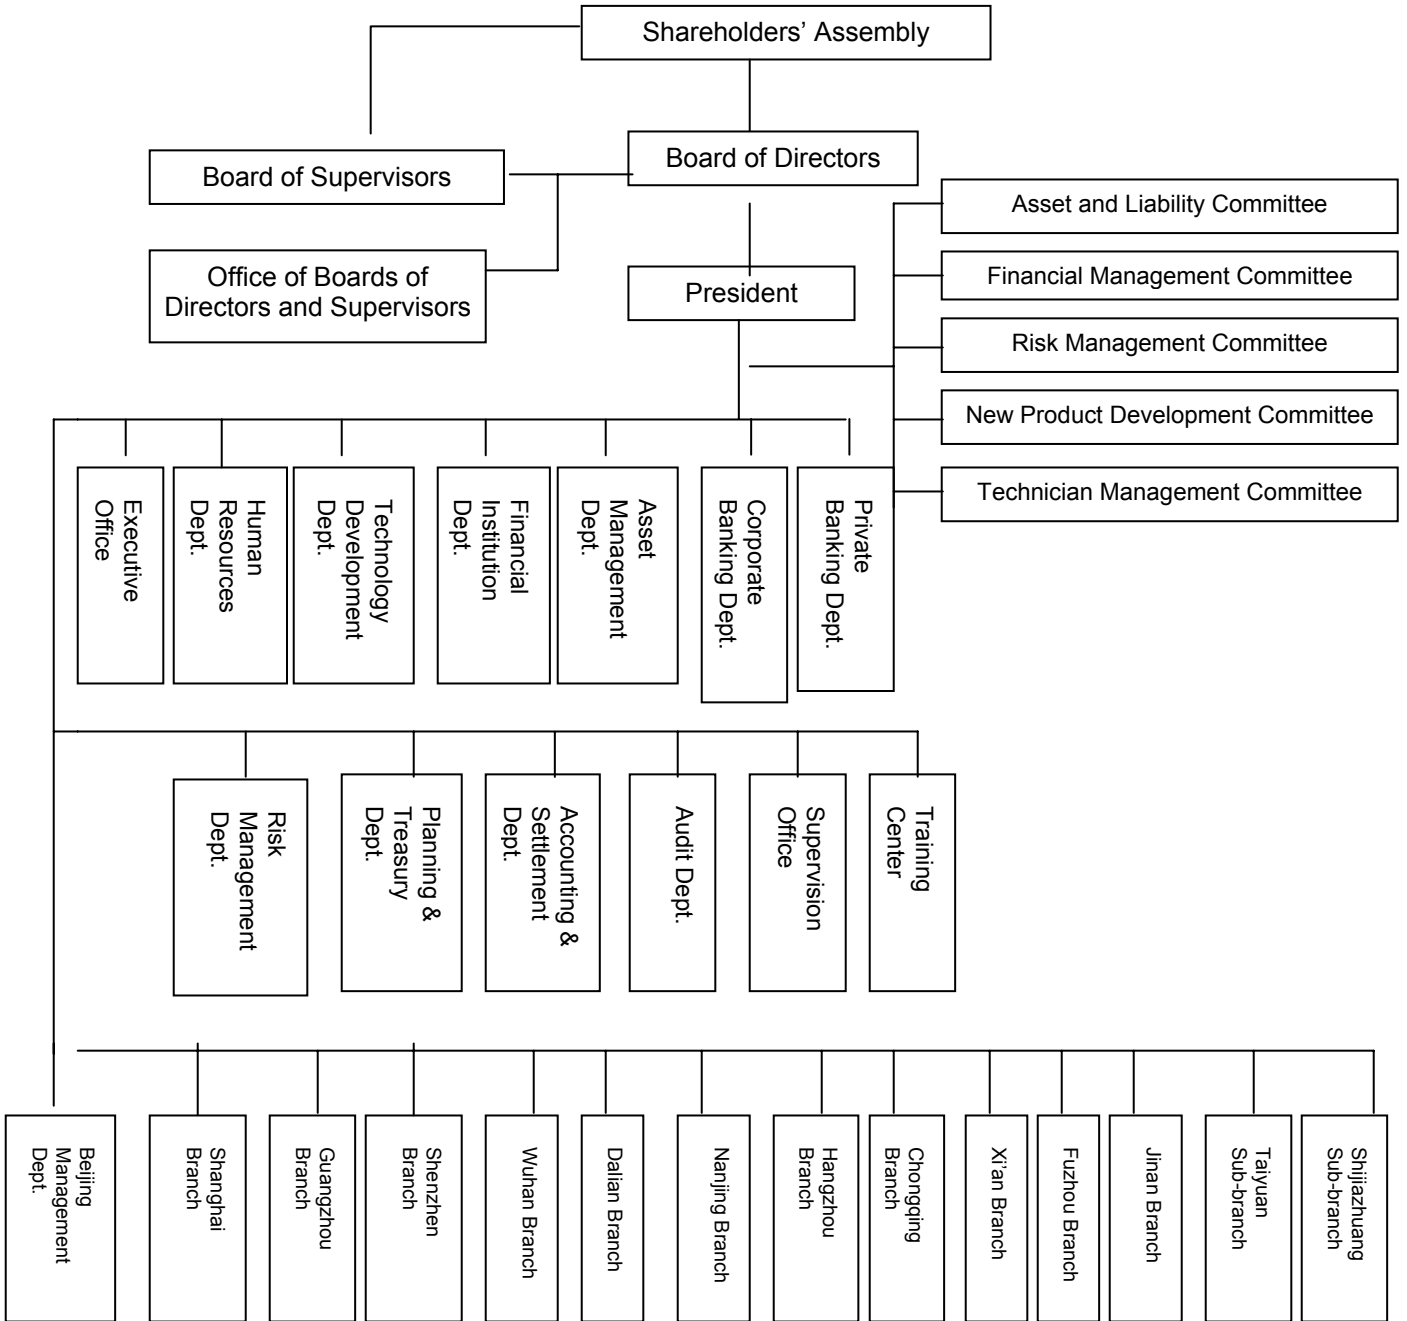 Shareholders’ Assembly
Board of Directors
Board of Supervisors
Asset and Liability Committee
Office of Boards of
Directors and Supervisors
President
Financial Management Committee
Risk Management Committee
New Product Development Committee
Technician Management Committee
Executive
Office
Human
Resources
Dept.
Technology
Development
Dept.
Financial
Institution
Dept.
Asset
Management
Dept.
Corporate
Banking Dept.
Private
Banking Dept.
Risk
Management
Dept.
Planning &
Treasury
Dept.
Accounting &
Settlement
Dept.
Audit Dept.
Supervision
Office
Training
Center
Beijing
Management
Dept.
Shanghai
Branch
Guangzhou
Branch
Shenzhen
Branch
Wuhan Branch
Dalian Branch
Nanjing Branch
Hangzhou
Branch
Chongqing
Branch
Xi’an Branch
Fuzhou Branch
Jinan Branch
Taiyuan
Sub-branch
Shijiazhuang
Sub-branch